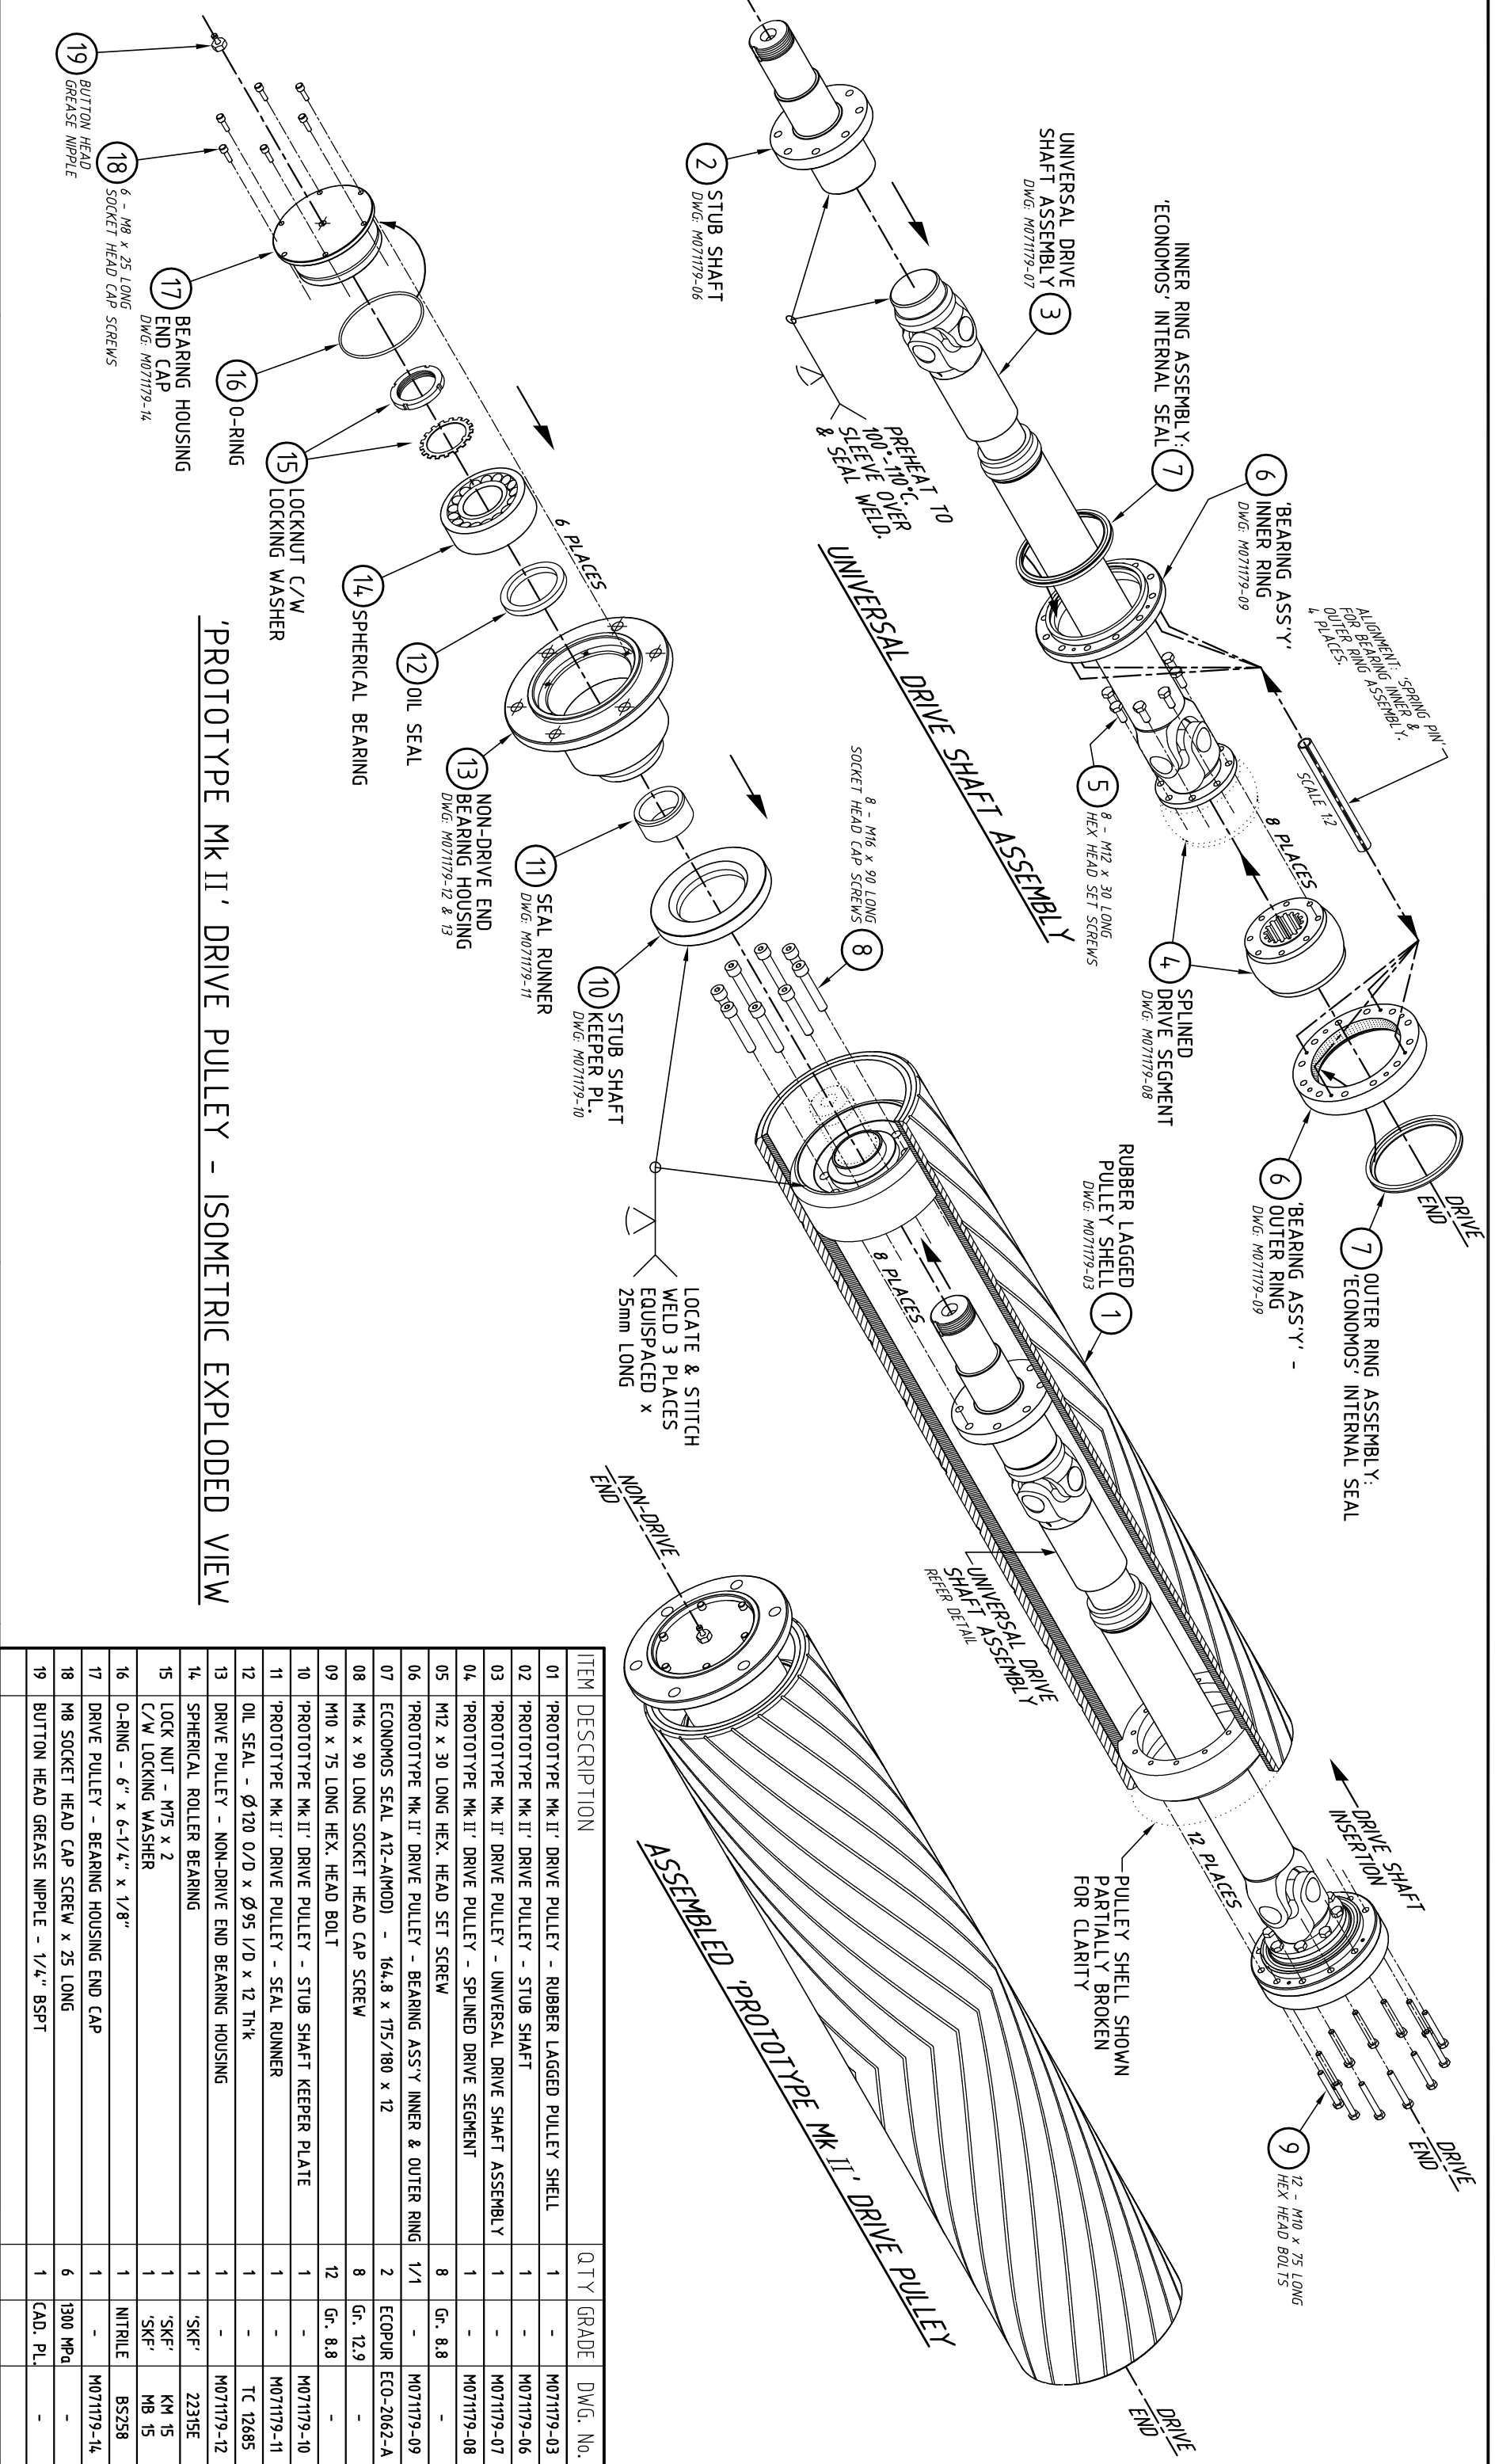 19
BUTTON HEAD
GREASE NIPPLE
18
6 - M8 x 25 LONG
SOCKET HEAD CAP SCREWS
17
BEARING HOUSING
END CAP
DWG: M071179-14
16
O-RING
15
LOCKNUT C/W
LOCKING WASHER
14
SPHERICAL BEARING
12
OIL SEAL
6 PLACES
13
NON-DRIVE END
BEARING HOUSING
DWG: M071179-12 & 13
11
SEAL RUNNER
DWG: M071179-11
10
STUB SHAFT
KEEPER PL.
DWG: M071179-10
2
STUB SHAFT
DWG: M071179-06
UNIVERSAL DRIVE
SHAFT ASSEMBLY
DWG: M071179-07
3
PREHEAT TO
100°-110°C.
SLEEVE OVER
& SEAL WELD.
INNER RING ASSEMBLY:
'ECONOMOS' INTERNAL SEAL
7
6
'BEARING ASS'Y'
INNER RING
DWG: M071179-09
ALIGNMENT: 'SPRING PIN'
FOR BEARING INNER &
OUTER RING ASSEMBLY.
4 PLACES.
SCALE 1:2
5
8 - M12 x 30 LONG
HEX HEAD SET SCREWS
8 PLACES
4
SPLINED
DRIVE SEGMENT
DWG: M071179-08
6
'BEARING ASS'Y' -
OUTER RING
DWG: M071179-09
7
OUTER RING ASSEMBLY:
'ECONOMOS' INTERNAL SEAL
DRIVE
END
UNIVERSAL DRIVE SHAFT ASSEMBLY
8 - M16 x 90 LONG
SOCKET HEAD CAP SCREWS
8
RUBBER LAGGED
PULLEY SHELL
DWG: M071179-03
1
8 PLACES
LOCATE & STITCH
WELD 3 PLACES
EQUISPACED x
25mm LONG
UNIVERSAL DRIVE
SHAFT ASSEMBLY
REFER DETAIL
DRIVE SHAFT
INSERTION
12 PLACES
PULLEY SHELL SHOWN
PARTIALLY BROKEN
FOR CLARITY
9
12 - M10 x 75 LONG
HEX HEAD BOLTS
DRIVE
END
NON-DRIVE
END
DRIVE
END
ASSEMBLED 'PROTOTYPE Mk II' DRIVE PULLEY
'PROTOTYPE Mk II' DRIVE PULLEY - ISOMETRIC EXPLODED VIEW
ITEM DESCRIPTION QTY GRADE DWG. No.
01 'PROTOTYPE Mk II' DRIVE PULLEY - RUBBER LAGGED PULLEY SHELL 1 - M071179-03
02 'PROTOTYPE Mk II' DRIVE PULLEY - STUB SHAFT 1 - M071179-06
03 'PROTOTYPE Mk II' DRIVE PULLEY - UNIVERSAL DRIVE SHAFT ASSEMBLY 1 - M071179-07
04 'PROTOTYPE Mk II' DRIVE PULLEY - SPLINED DRIVE SEGMENT 1 - M071179-08
05 M12 x 30 LONG HEX. HEAD SET SCREW 8 Gr. 8.8 -
06 'PROTOTYPE Mk II' DRIVE PULLEY - BEARING ASS'Y INNER & OUTER RING 1/1 - M071179-09
07 ECONOMOS SEAL A12-A(MOD) - 164.8 x 175/180 x 12 2 ECOPUR ECO-2062-A
08 M16 x 90 LONG SOCKET HEAD CAP SCREW 8 Gr. 12.9 -
09 M10 x 75 LONG HEX. HEAD BOLT 12 Gr. 8.8 -
10 'PROTOTYPE Mk II' DRIVE PULLEY - STUB SHAFT KEEPER PLATE 1 - M071179-10
11 'PROTOTYPE Mk II' DRIVE PULLEY - SEAL RUNNER 1 - M071179-11
12 OIL SEAL - Ø120 O/D x Ø95 I/D x 12 Th'k 1 - TC 12685
13 DRIVE PULLEY - NON-DRIVE END BEARING HOUSING 1 - M071179-12
14 SPHERICAL ROLLER BEARING 1 'SKF' 22315E
15 LOCK NUT - M75 x 2 1 'SKF' KM 15
C/W LOCKING WASHER 1 'SKF' MB 15
16 O-RING - 6" x 6-1/4" x 1/8" 1 NITRILE BS258
17 DRIVE PULLEY - BEARING HOUSING END CAP 1 - M071179-14
18 M8 SOCKET HEAD CAP SCREW x 25 LONG 6 1300 MPa -
19 BUTTON HEAD GREASE NIPPLE - 1/4" BSPT 1 CAD. PL. -